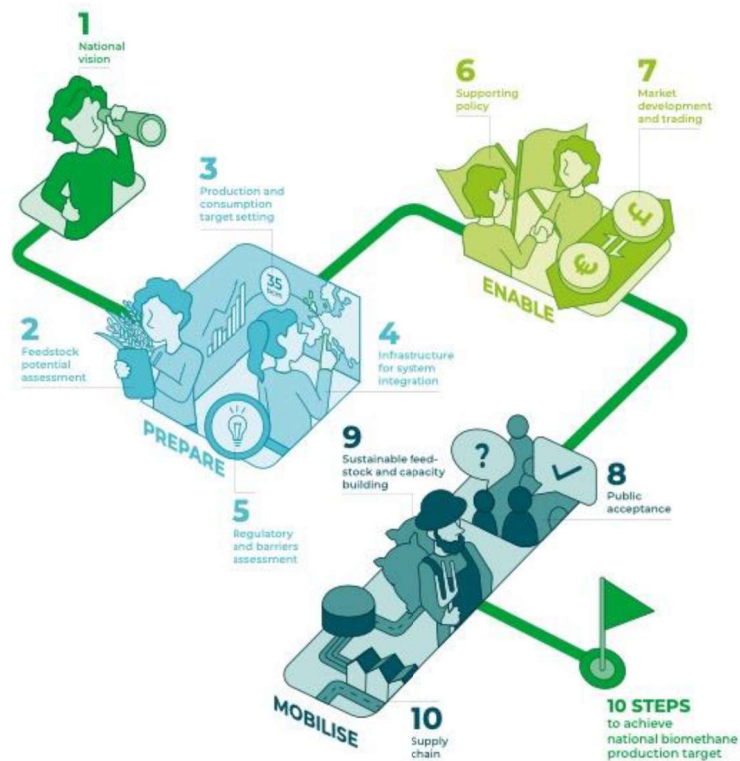 1
National
vision
2
Feedstock
potential
assessment
3
Production and
consumption
target setting
35
bcm
4
Infrastructure
for system
integration
5
Regulatory
and barriers
assessment
PREPARE
6
Supporting
policy
7
Market
development
and trading
£
€
ENABLE
8
Public
acceptance
?
9
Sustainable feed-
stock and capacity
building
10
Supply
chain
MOBILISE
10 STEPS
to achieve
national biomethane
production target